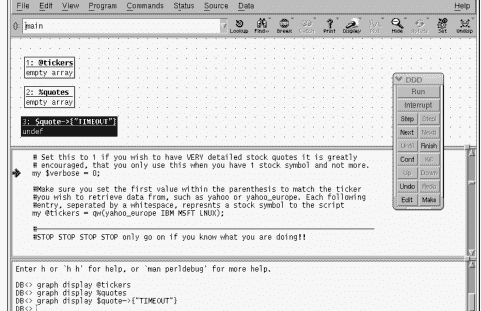 File Edit View Program Commands Status Source Data Help
(): main
Lookup Find» Break Watch Print Display Plot Hide Rotate Set Undisp
1: @tickers
empty array
2: %quotes
empty array
3: $quote->{"TIMEOUT"}
undef
DDD
Run
Interrupt
Step Stepi
Next Nexti
Until Finish
Cont Kill
Up Down
Undo Redo
Edit Make
# Set this to 1 if you wish to have VERY detailed stock quotes it is greatly
# encouraged, that you only use this when you have 1 stock symbol and not more.
my $verbose = 0;
#Make sure you set the first value within the parenthesis to match the ticker
#you wish to retrieve data from, such as yahoo or yahoo_europe. Each following
#entry, seperated by a whitespace, represnts a stock symbol to the script
my @tickers = qw(yahoo_europe IBM MSFT LNUX);
#STOP STOP STOP STOP only go on if you know what you are doing!!
Enter h or `h h' for help, or `man perldebug' for more help.
DB<> graph display @tickers
DB<> graph display %quotes
DB<> graph display $quote->{"TIMEOUT"}
DB<>